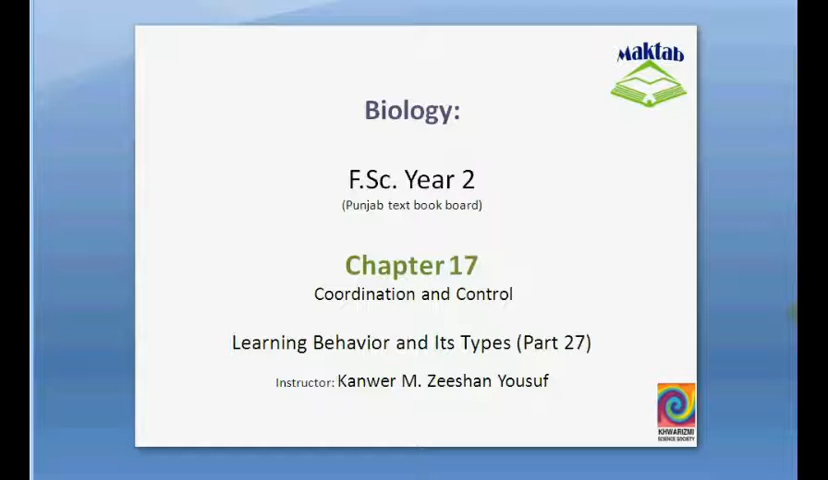 Maktab
Biology:
F.Sc. Year 2
(Punjab text book board)
Chapter 17
Coordination and Control
Learning Behavior and Its Types (Part 27)
Instructor: Kanwer M. Zeeshan Yousuf
KHWARIZMI
SCIENCE SOCIETY